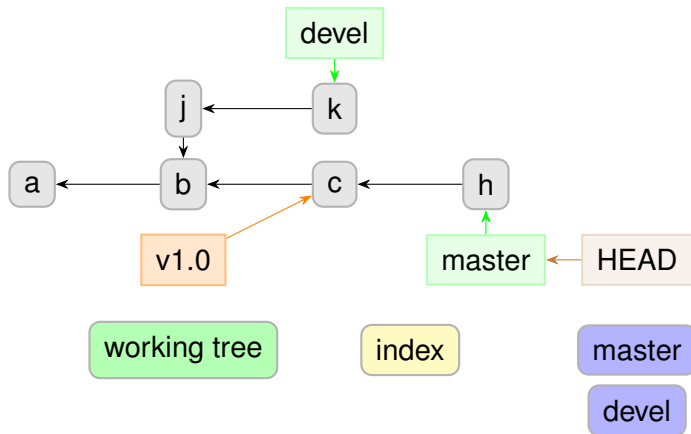 devel
j
k
a
b
c
h
v1.0
master
HEAD
working tree
index
master
devel